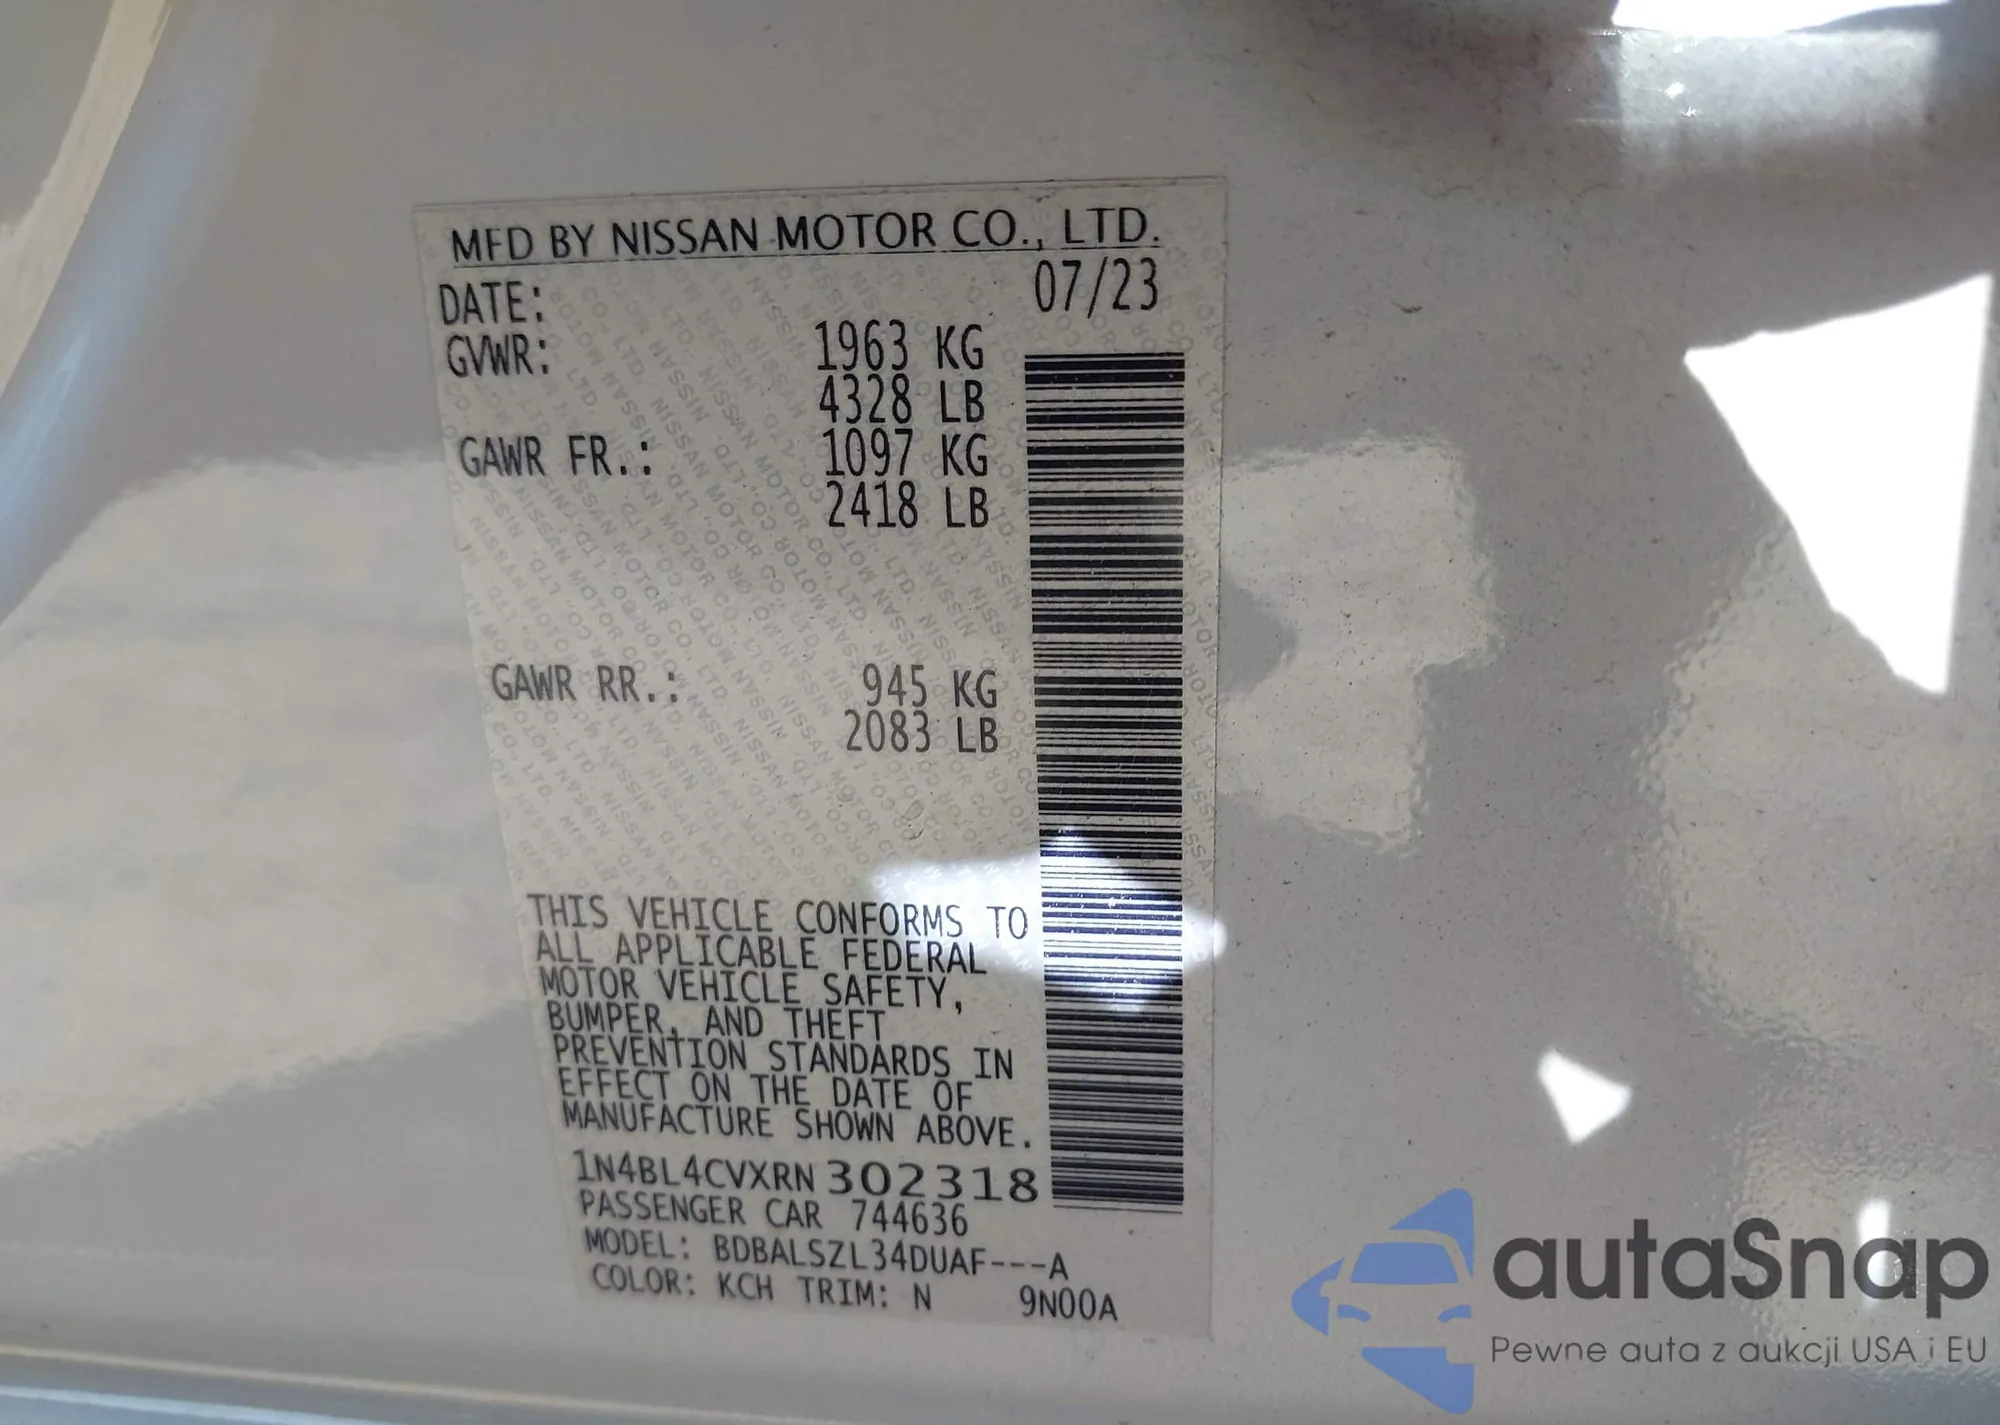 MFD BY NISSAN MOTOR CO., LTD.
DATE: 07/23
GVWR: 1963 KG
4328 LB
GAWR FR.: 1097 KG
2418 LB
GAWR RR.: 945 KG
2083 LB
THIS VEHICLE CONFORMS TO
ALL APPLICABLE FEDERAL
MOTOR VEHICLE SAFETY,
BUMPER, AND THEFT
PREVENTION STANDARDS IN
EFFECT ON THE DATE OF
MANUFACTURE SHOWN ABOVE.
1N4BL4CVXRN302318
PASSENGER CAR 744636
MODEL: BDBALSZL34DUAF---A
COLOR: KCH TRIM: N 9N00A
autoSnap
Pewne auta z aukcji USA i EU